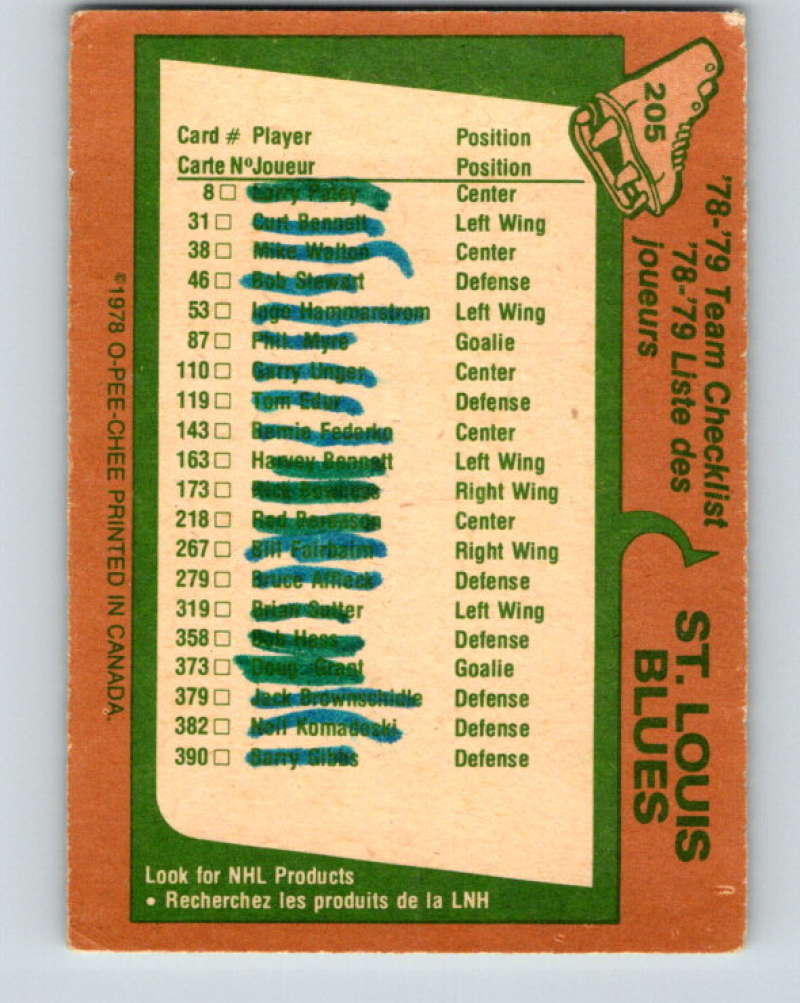 205
'78-'79 Team Checklist
'78-'79 Liste des
joueurs
ST. LOUIS
BLUES
Card # Player Position
Carte Nº Joueur Position
8 Larry Patey Center
31 Curt Bennett Left Wing
38 Mike Walton Center
46 Bob Stewart Defense
53 Inge Hammarstrom Left Wing
87 Phil Myre Goalie
110 Garry Unger Center
119 Tom Edur Defense
143 Bernie Federko Center
163 Harvey Bennett Left Wing
173 Right Wing
218 Red Berenson Center
267 Bill Fairbairn Right Wing
279 Bruce Affleck Defense
319 Brian Sutter Left Wing
358 Bob Hess Defense
373 Doug Grant Goalie
379 Jack Brownschidle Defense
382 Neil Komadoski Defense
390 Barry Gibbs Defense
Look for NHL Products
• Recherchez les produits de la LNH
© 1978 O-PEE-CHEE PRINTED IN CANADA